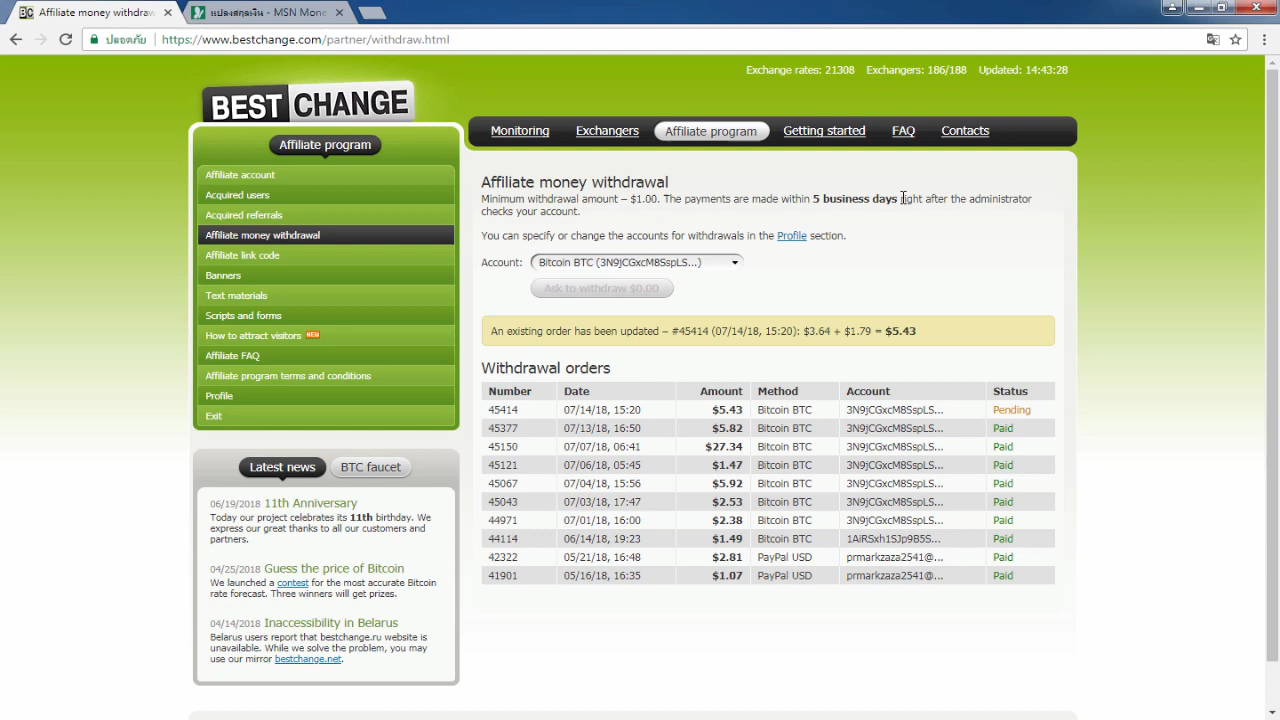 Affiliate money withdraw
แปลงสกุลเงิน - MSN Mon
ปลอดภัย
https://www.bestchange.com/partner/withdraw.html
Exchange rates: 21308 Exchangers: 186/188 Updated: 14:43:28
BEST CHANGE
Monitoring Exchangers Affiliate program Getting started FAQ Contacts
Affiliate program
Affiliate account
Acquired users
Acquired referrals
Affiliate money withdrawal
Affiliate link code
Banners
Text materials
Scripts and forms
How to attract visitors NEW
Affiliate FAQ
Affiliate program terms and conditions
Profile
Exit
Latest news BTC faucet
06/19/2018 11th Anniversary
Today our project celebrates its 11th birthday. We
express our great thanks to all our customers and
partners.
04/25/2018 Guess the price of Bitcoin
We launched a contest for the most accurate Bitcoin
rate forecast. Three winners will get prizes.
04/14/2018 Inaccessibility in Belarus
Belarus users report that bestchange.ru website is
unavailable. While we solve the problem, you may
use our mirror bestchange.net.
Affiliate money withdrawal
Minimum withdrawal amount – $1.00. The payments are made within 5 business days right after the administrator
checks your account.
You can specify or change the accounts for withdrawals in the Profile section.
Account: Bitcoin BTC (3N9jCGxcM8SspLS...)
Ask to withdraw $0.00
An existing order has been updated – #45414 (07/14/18, 15:20): $3.64 + $1.79 = $5.43
Withdrawal orders
Number Date Amount Method Account Status
45414 07/14/18, 15:20 $5.43 Bitcoin BTC 3N9jCGxcM8SspLS... Pending
45377 07/13/18, 16:50 $5.82 Bitcoin BTC 3N9jCGxcM8SspLS... Paid
45150 07/07/18, 06:41 $27.34 Bitcoin BTC 3N9jCGxcM8SspLS... Paid
45121 07/06/18, 05:45 $1.47 Bitcoin BTC 3N9jCGxcM8SspLS... Paid
45067 07/04/18, 15:56 $5.92 Bitcoin BTC 3N9jCGxcM8SspLS... Paid
45043 07/03/18, 17:47 $2.53 Bitcoin BTC 3N9jCGxcM8SspLS... Paid
44971 07/01/18, 16:00 $2.38 Bitcoin BTC 3N9jCGxcM8SspLS... Paid
44114 06/14/18, 19:23 $1.49 Bitcoin BTC 1AiRSxh1SJp9B5S... Paid
42322 05/21/18, 16:48 $2.81 PayPal USD prmarkzaza2541@... Paid
41901 05/16/18, 16:35 $1.07 PayPal USD prmarkzaza2541@... Paid